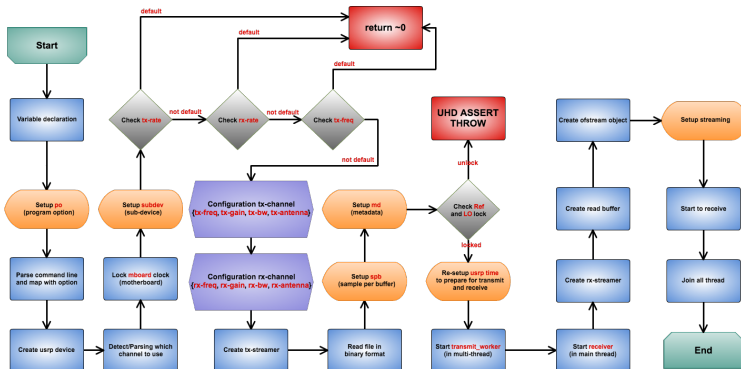 Start
Variable declaration
Setup po
(program option)
Parse command line
and map with option
Create usrp device
Detect/Parsing which
channel to use
Lock mboard clock
(motherboard)
Setup subdev
(sub-device)
Check tx-rate
default
not default
Check rx-rate
default
not default
Check tx-freq
default
return ~0
not default
Configuration tx-channel
{tx-freq, tx-gain, tx-bw, tx-antenna}
Configuration rx-channel
{rx-freq, rx-gain, rx-bw, rx-antenna}
Create tx-streamer
Read file in
binary format
Setup spb
(sample per buffer)
Setup md
(metadata)
Check Ref
and LO lock
unlock
UHD ASSERT
THROW
locked
Re-setup usrp time
to prepare for transmit
and receive
Start transmit_worker
(in multi-thread)
Start receiver
(in main thread)
Create rx-streamer
Create read buffer
Create ofstream object
Setup streaming
Start to receive
Join all thread
End